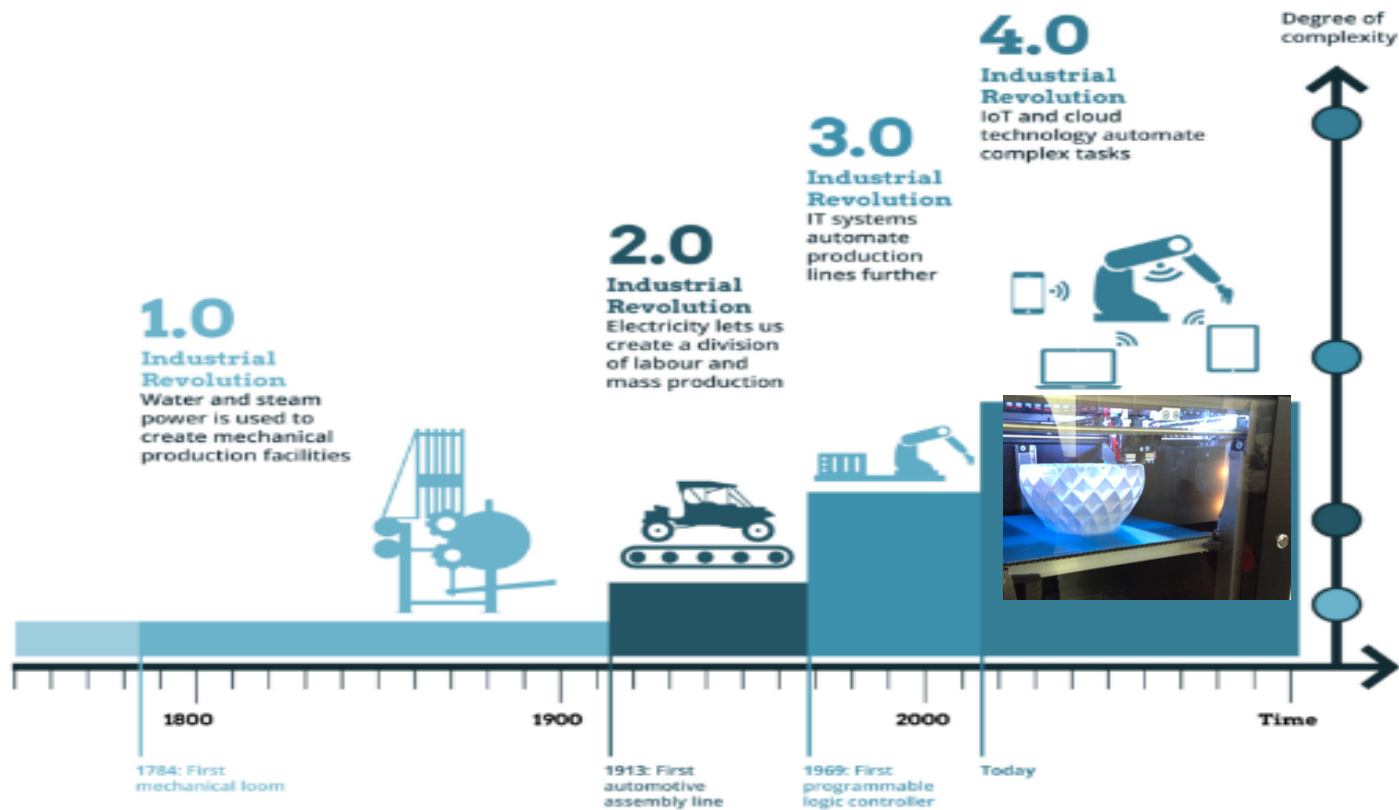 Degree of
complexity
4.0
Industrial
Revolution
IoT and cloud
technology automate
complex tasks
3.0
Industrial
Revolution
IT systems
automate
production
lines further
2.0
Industrial
Revolution
Electricity lets us
create a division
of labour and
mass production
1.0
Industrial
Revolution
Water and steam
power is used to
create mechanical
production facilities
1800
1900
2000
Time
1784: First
mechanical loom
1913: First
automotive
assembly line
1969: First
programmable
logic controller
Today